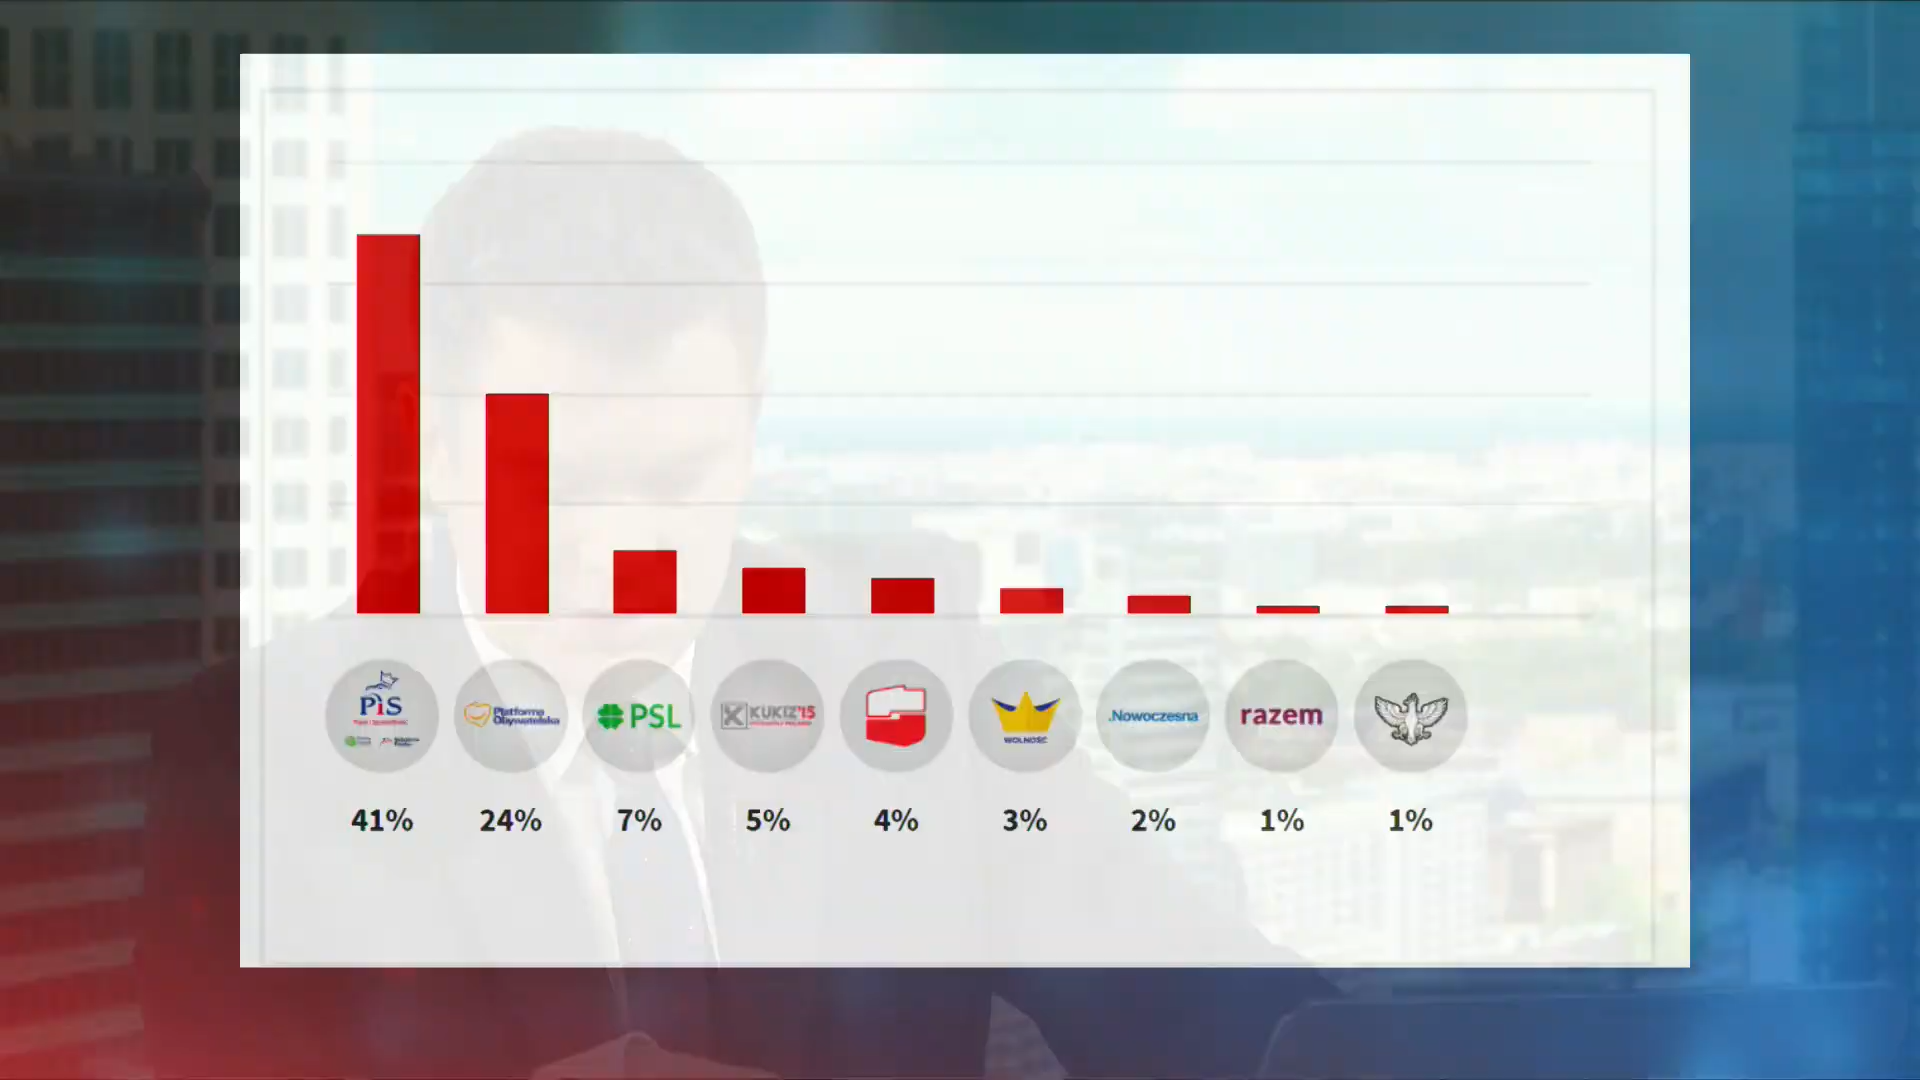 PiS
Platforma
Obywatelska
PSL
KUKIZ'15
WOLNOŚĆ
.Nowoczesna
razem
41%
24%
7%
5%
4%
3%
2%
1%
1%